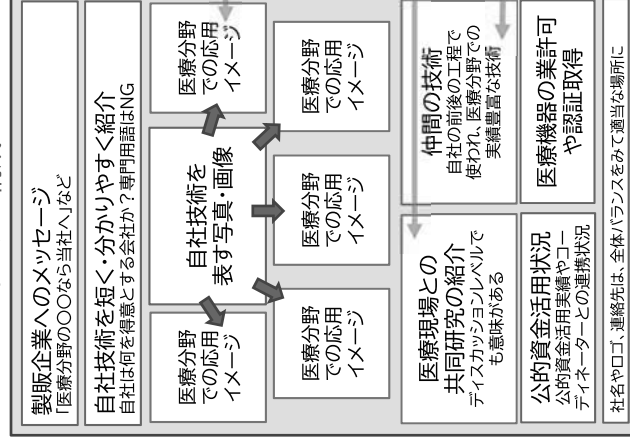 製販企業へのメッセージ
「医療分野の〇〇なら当社へ」など
自社技術を短く・分かりやすく紹介
自社は何を得意とする会社か?専門用語はNG
医療分野
での応用
イメージ
自社技術を
表す写真・画像
医療分野
での応用
イメージ
医療分野
での応用
イメージ
医療分野
での応用
イメージ
医療分野
での応用
イメージ
医療現場との
共同研究の紹介
ディスカッションレベルで
も意味がある
仲間の技術
自社の前後の工程で
使われ、医療分野での
実績豊富な技術
公的資金活用状況
公的資金活用実績やコー
ディネーターとの連携状況
医療機器の業許可
や認証取得
社名やロゴ、連絡先は、全体バランスをみて適当な場所に